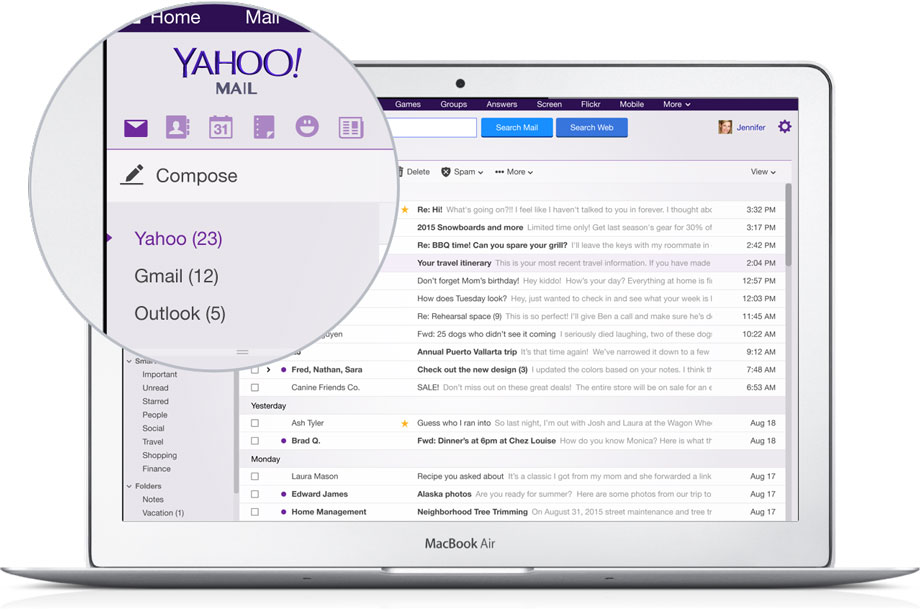 Home Mail
YAHOO!
MAIL
31
Compose
Yahoo (23)
Gmail (12)
Outlook (5)
Games Groups Answers Screen Flickr Mobile More
Search Mail Search Web Jennifer
Delete Spam More View
Re: Hi! What's going on?!! I feel like I haven't talked to you in forever. I thought abc 3:32 PM
2015 Snowboards and more Limited time only! Get last season's gear for 30% of 3:17 PM
Re: BBQ time! Can you spare your grill? I'll leave the keys with my roommate in 2:42 PM
Your travel itinerary This is your most recent travel information. If you have made 2:04 PM
Don't forget Mom's birthday! Hey kiddo! How's your day? Everything at home is fi 12:57 PM
How does Tuesday look? Hey, just wanted to check in and see what your week is l 12:03 PM
Re: Rehearsal space (9) This is so perfect! I'll give Ben a call and make sure he's do 11:45 AM
Fwd: 25 dogs who didn't see it coming I seriously died laughing, two of these dogs 10:22 AM
Annual Puerto Vallarta trip It's that time again! We've narrowed it down to a few 9:12 AM
Fred, Nathan, Sara Check out the new design (3) I updated the colors based on your notes. I think th 7:48 AM
Canine Friends Co. SALE! Don't miss out on these great deals! The entire store will be on sale for an e 6:53 AM
Yesterday
Ash Tyler Guess who I ran into So last night, I'm out with Josh and Laura at the Wagon Whe Aug 18
Brad Q. Fwd: Dinner's at 6pm at Chez Louise How do you know Monica? Here is what th Aug 18
Monday
Laura Mason Recipe you asked about It's a classic I got from my mom and she forwarded a link Aug 17
Edward James Alaska photos Are you ready for summer? Here are some photos from our trip to Aug 17
Home Management Neighborhood Tree Trimming On August 31, 2015 street maintenance and tree tr Aug 17
Important
Unread
Starred
People
Social
Travel
Shopping
Finance
Folders
Notes
Vacation (1)
MacBook Air